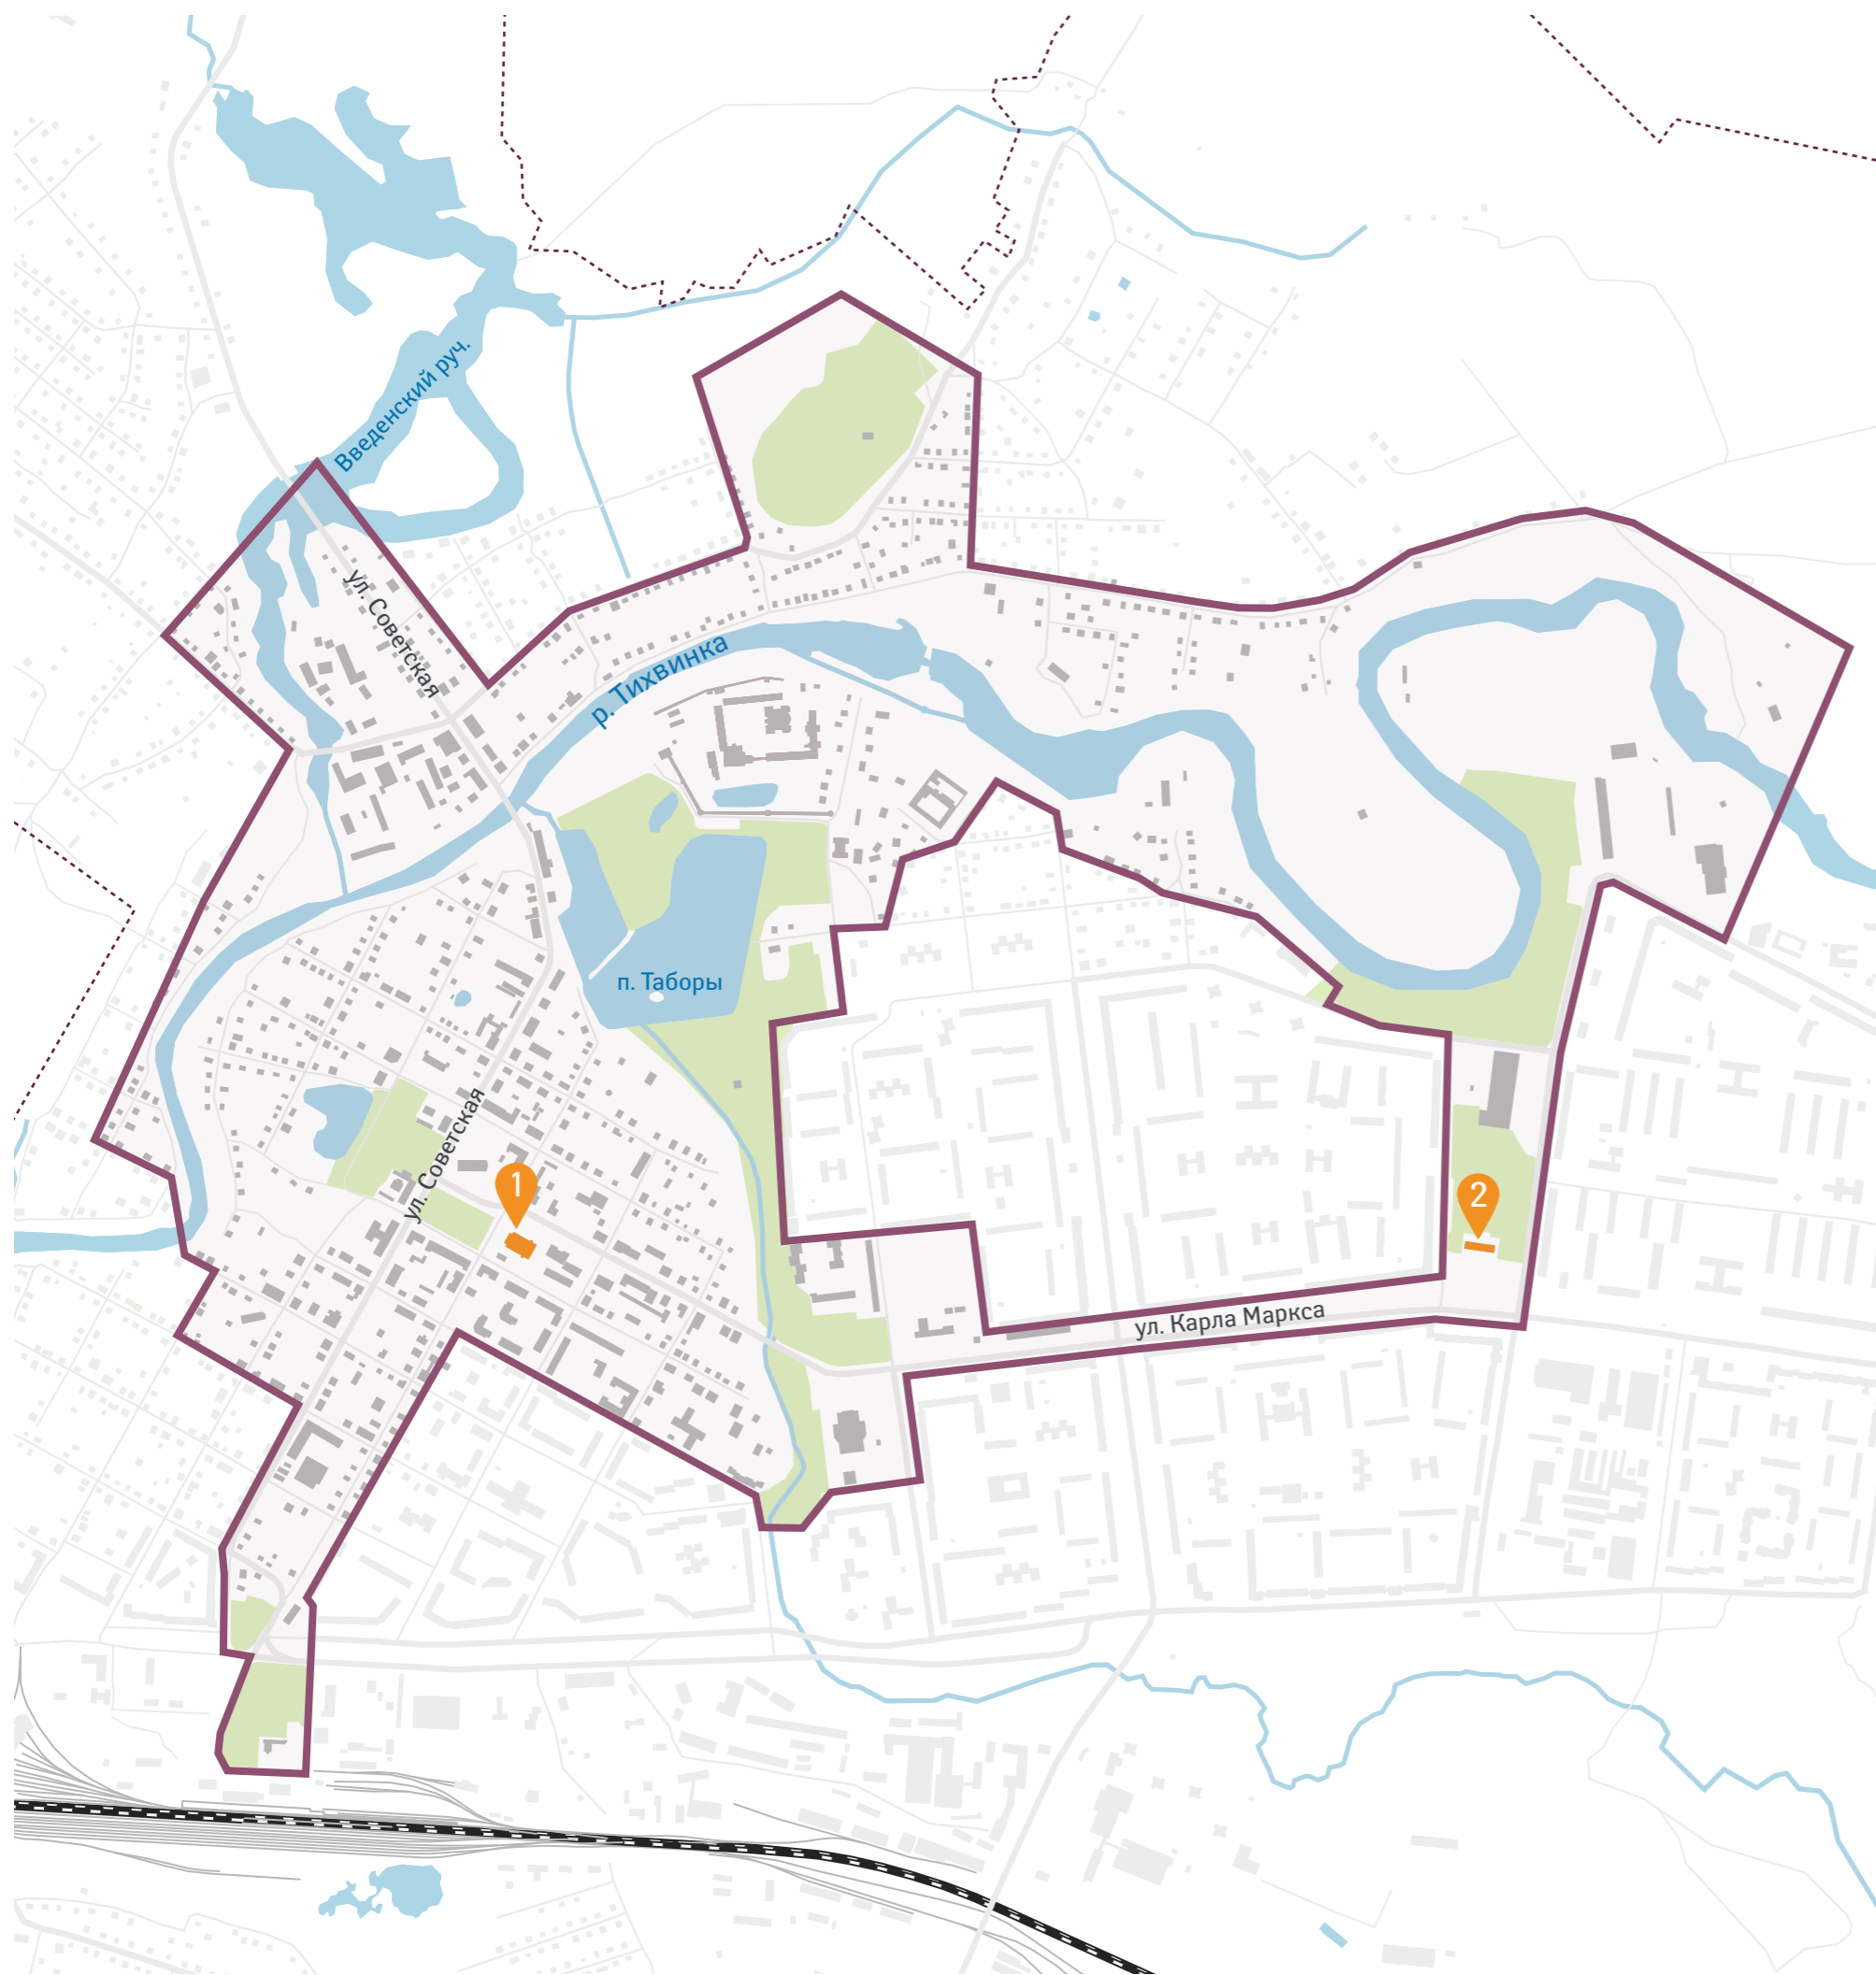 Введенский руч.
ул. Советская
р. Тихвинка
п. Таборы
ул. Советская
1
2
ул. Карла Маркса